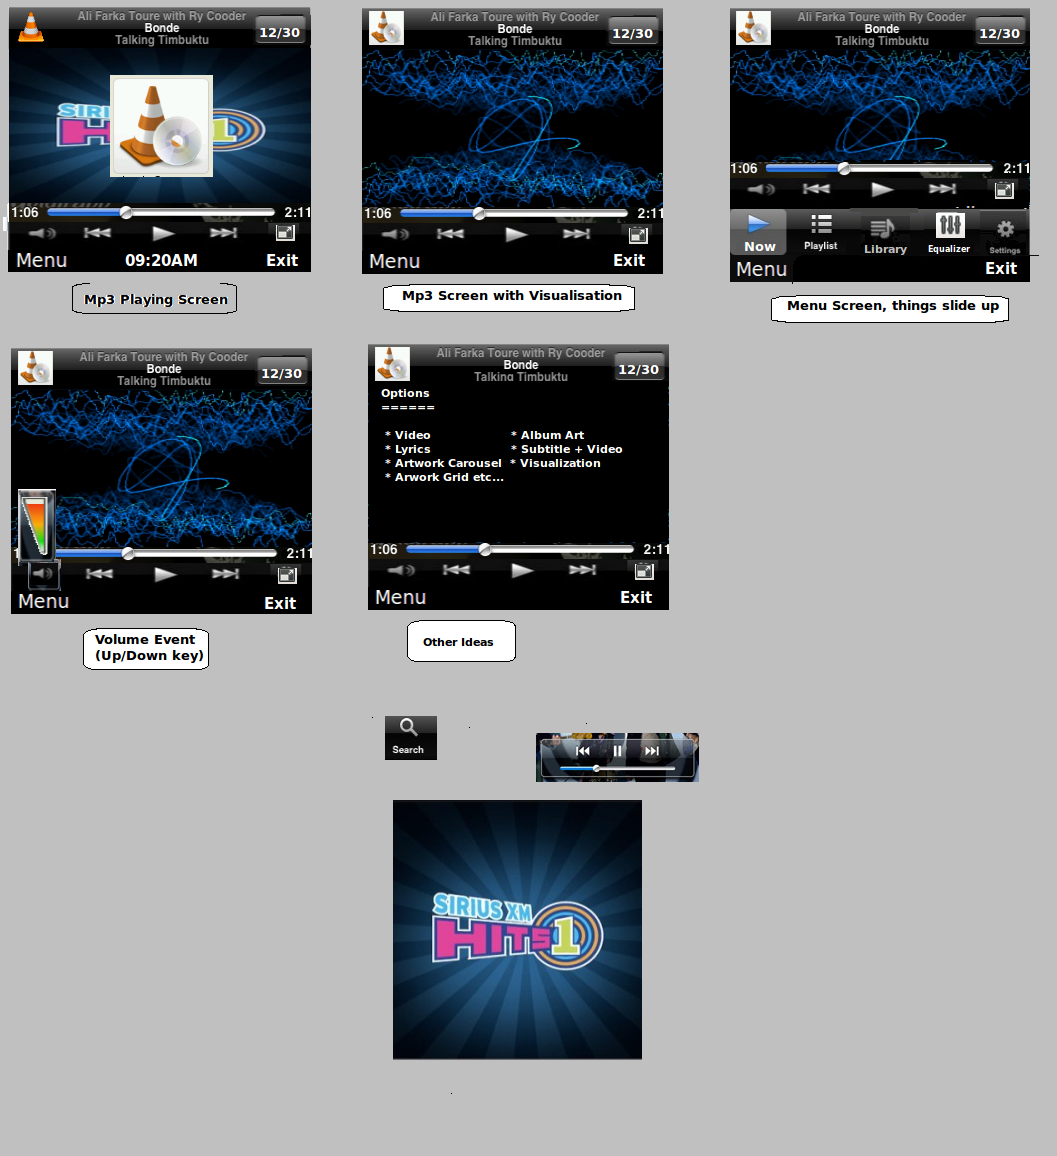 Ali Farka Toure with Ry Cooder
Bonde
Talking Timbuktu
12/30
SIRI
H 1
1:06
2:11
Menu
09:20AM
Exit
Mp3 Playing Screen
Ali Farka Toure with Ry Cooder
Bonde
Talking Timbuktu
12/30
1:06
2:11
Menu
Exit
Mp3 Screen with Visualisation
Ali Farka Toure with Ry Cooder
Bonde
Talking Timbuktu
12/30
1:06
2:11
Now
Playlist
Library
Equalizer
Settings
Menu
Exit
Menu Screen, things slide up
Ali Farka Toure with Ry Cooder
Bonde
Talking Timbuktu
12/30
1
2:11
Menu
Exit
Volume Event
(Up/Down key)
Ali Farka Toure with Ry Cooder
Bonde
Talking Timbuktu
12/30
Options
======
* Video
* Lyrics
* Artwork Carousel
* Arwork Grid etc...
* Album Art
* Subtitle + Video
* Visualization
1:06
2:11
Menu
Exit
Other Ideas
Search
SIRIUS XM
HITS 1